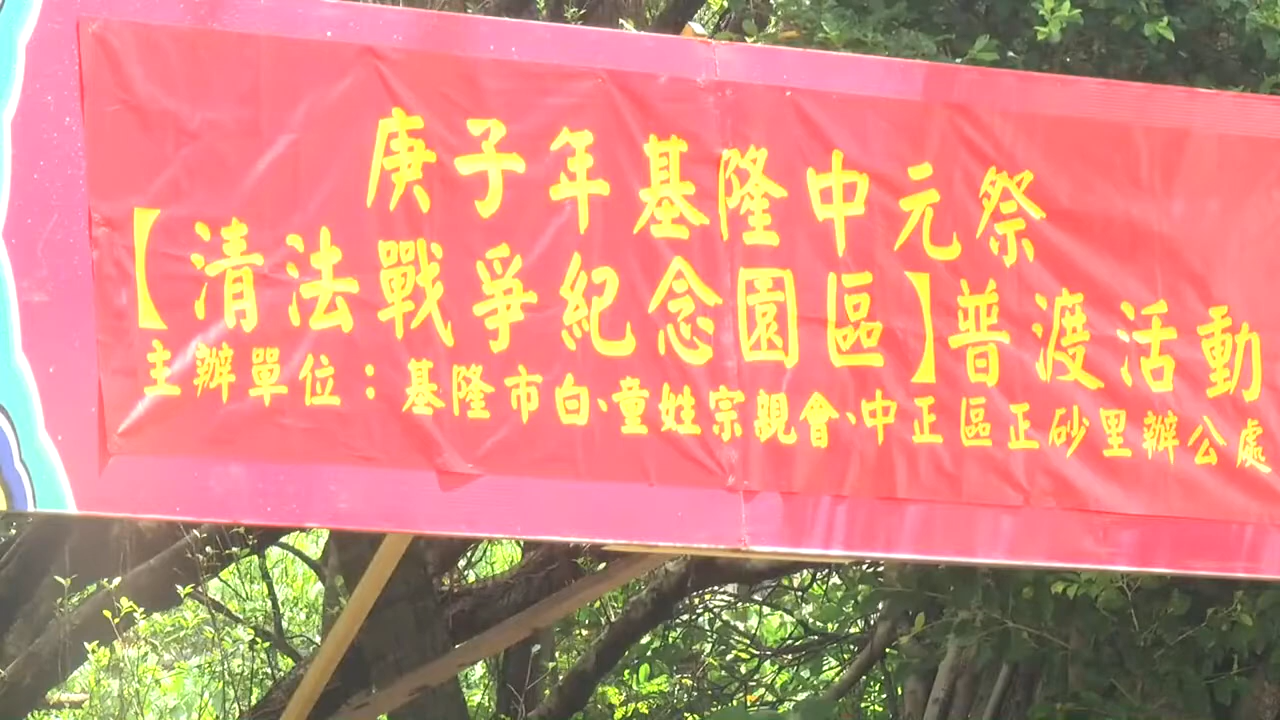 庚子年基隆中元祭
【清法戰爭紀念園區】普渡活動
主辦單位：基隆市白、童姓宗親會、中正區正砂里辦公處